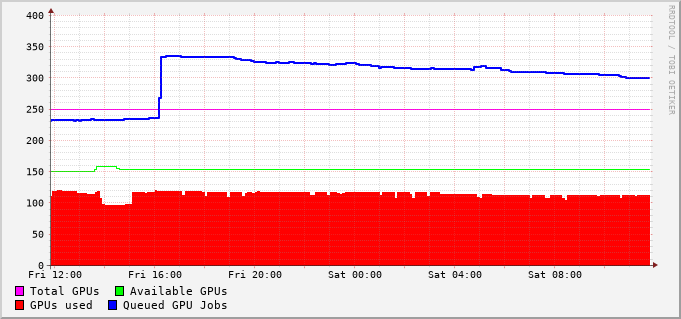 400
350
300
250
200
150
100
50
0
Fri 12:00 Fri 16:00 Fri 20:00 Sat 00:00 Sat 04:00 Sat 08:00
Total GPUs Available GPUs
GPUs used Queued GPU Jobs
RRDTOOL / TOBI OETIKER